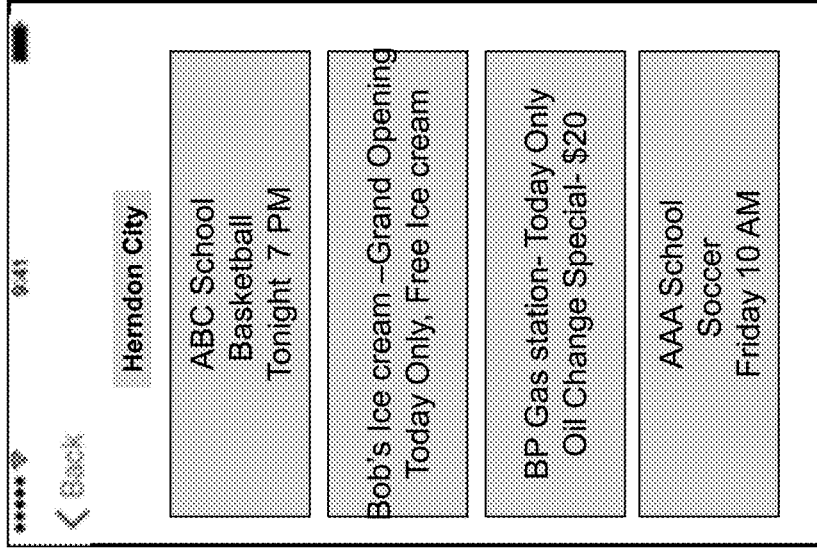 9:41
Back
Herndon City
ABC School
Basketball
Tonight 7 PM
Bob's Ice cream –Grand Opening
Today Only, Free Ice cream
BP Gas station- Today Only
Oil Change Special- $20
AAA School
Soccer
Friday 10 AM